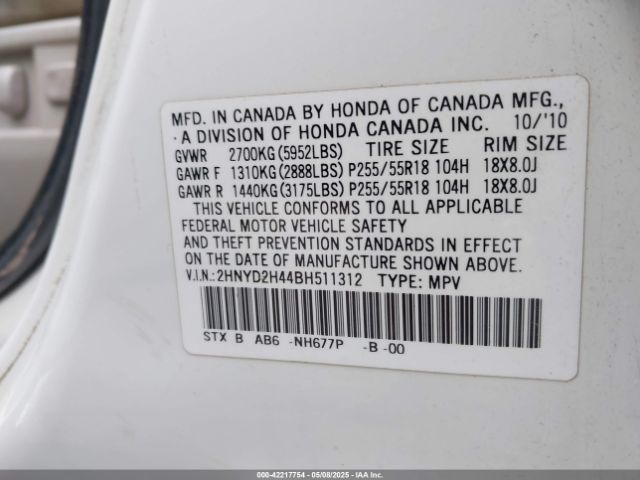 MFD. IN CANADA BY HONDA OF CANADA MFG.,
A DIVISION OF HONDA CANADA INC. 10/'10
GVWR 2700KG(5952LBS) TIRE SIZE RIM SIZE
GAWR F 1310KG(2888LBS) P255/55R18 104H 18X8.0J
GAWR R 1440KG(3175LBS) P255/55R18 104H 18X8.0J
THIS VEHICLE CONFORMS TO ALL APPLICABLE
FEDERAL MOTOR VEHICLE SAFETY
AND THEFT PREVENTION STANDARDS IN EFFECT
ON THE DATE OF MANUFACTURE SHOWN ABOVE.
V.I.N.: 2HNYD2H44BH511312 TYPE: MPV
STX B AB6 -NH677P -B -00
000-42217754 - 05/08/2025 - IAAI.com